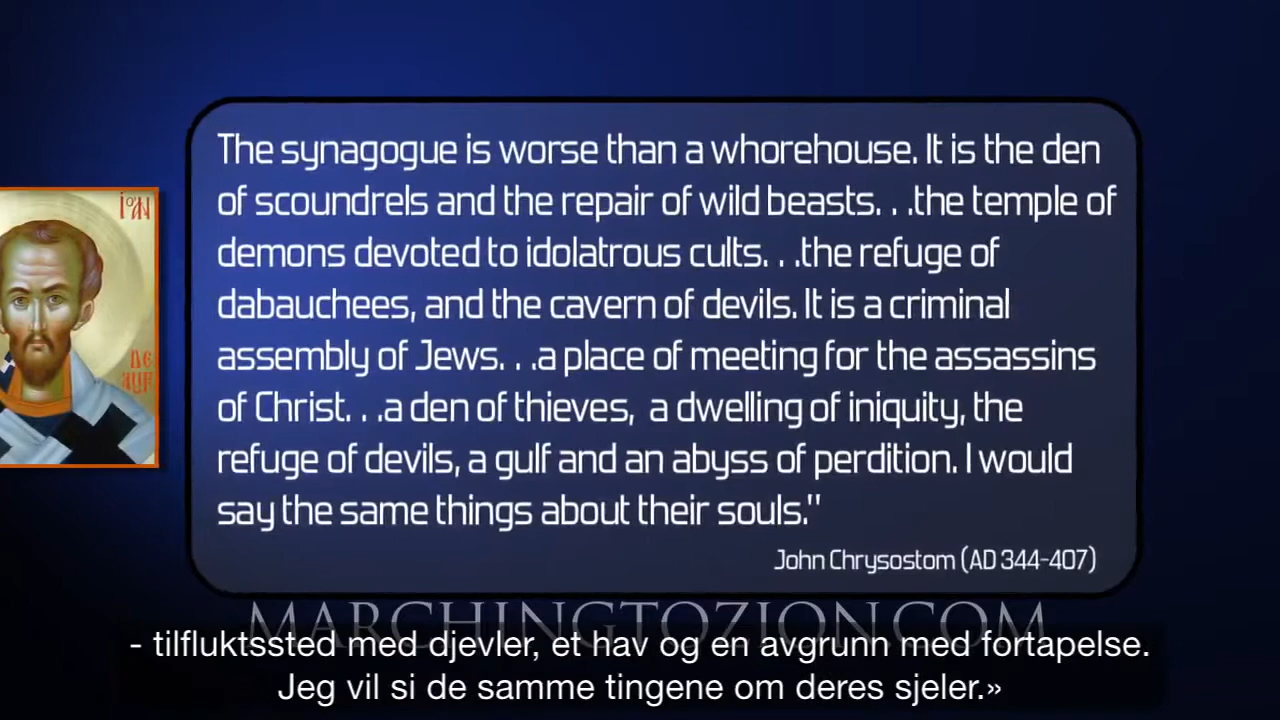 The synagogue is worse than a whorehouse. It is the den
of scoundrels and the repair of wild beasts. . .the temple of
demons devoted to idolatrous cults. . .the refuge of
dabauchees, and the cavern of devils. It is a criminal
assembly of Jews. . .a place of meeting for the assassins
of Christ. . .a den of thieves, a dwelling of iniquity, the
refuge of devils, a gulf and an abyss of perdition. I would
say the same things about their souls."
John Chrysostom (AD 344-407)
MARCHINGTOZION.COM
- tilfluktssted med djevler, et hav og en avgrunn med fortapelse.
Jeg vil si de samme tingene om deres sjeler.»